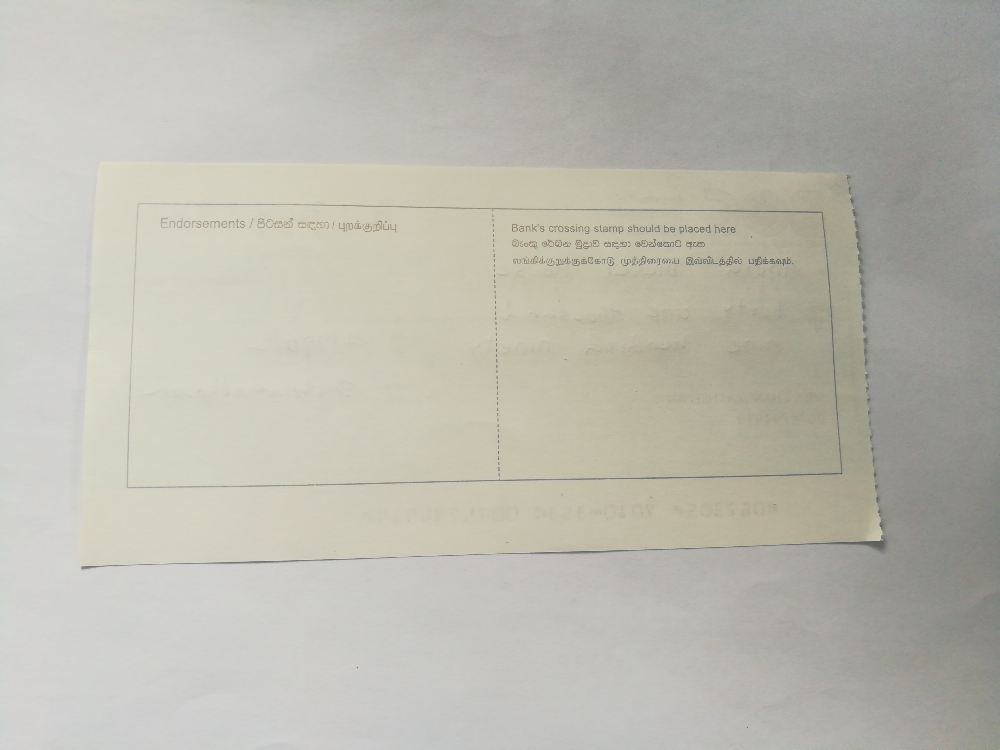 Endorsements / පිටසන් සඳහා / புறக்குறிப்பு
Bank's crossing stamp should be placed here
බැංකු රේඛන මුද්‍රාව සඳහා වෙන්කොට ඇත
வங்கிக்குறுக்குக்கோடு முத்திரையை இவ்விடத்தில் பதிக்கவும்.